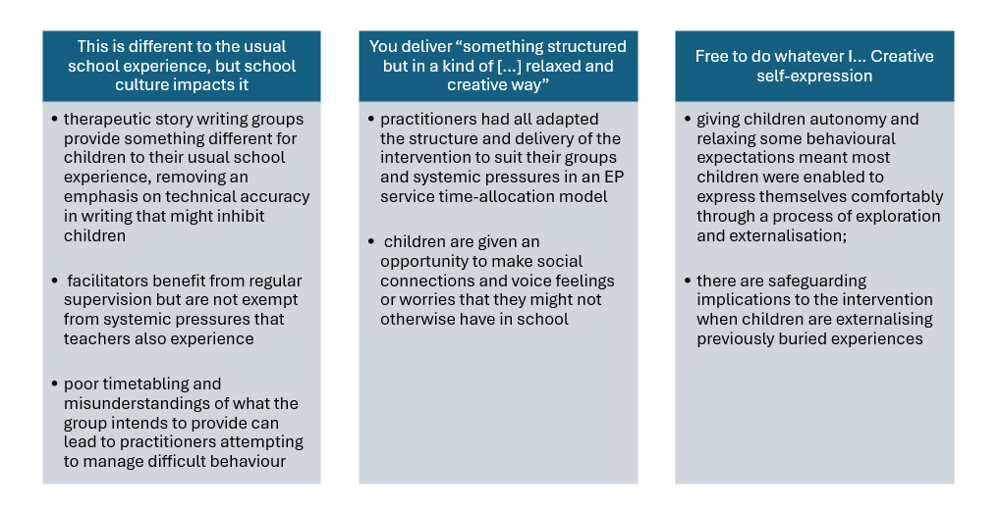 This is different to the usual
school experience, but school
culture impacts it
• therapeutic story writing groups
provide something different for
children to their usual school
experience, removing an
emphasis on technical accuracy
in writing that might inhibit
children
• facilitators benefit from regular
supervision but are not exempt
from systemic pressures that
teachers also experience
• poor timetabling and
misunderstandings of what the
group intends to provide can
lead to practitioners attempting
to manage difficult behaviour
You deliver “something structured
but in a kind of [...] relaxed and
creative way”
• practitioners had all adapted
the structure and delivery of the
intervention to suit their groups
and systemic pressures in an EP
service time-allocation model
• children are given an
opportunity to make social
connections and voice feelings
or worries that they might not
otherwise have in school
Free to do whatever I... Creative
self-expression
• giving children autonomy and
relaxing some behavioural
expectations meant most
children were enabled to
express themselves comfortably
through a process of exploration
and externalisation;
• there are safeguarding
implications to the intervention
when children are externalising
previously buried experiences